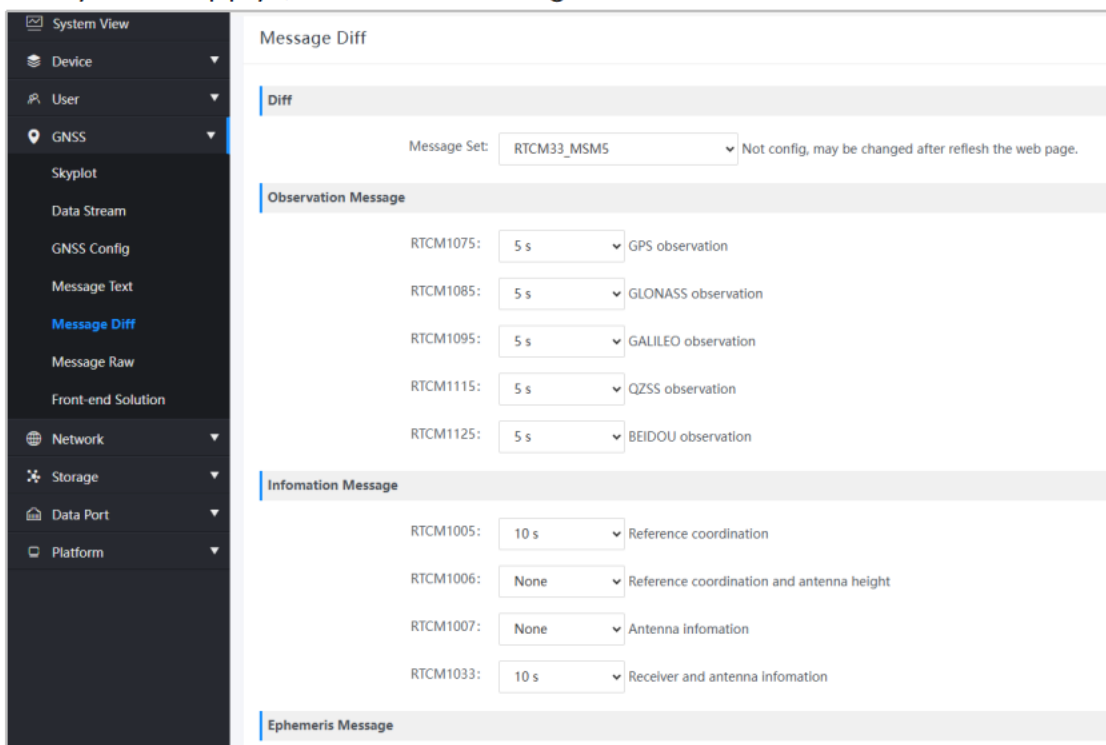 System View
Device
User
GNSS
Skyplot
Data Stream
GNSS Config
Message Text
Message Diff
Message Raw
Front-end Solution
Network
Storage
Data Port
Platform
Message Diff
Diff
Message Set: RTCM33_MSM5 Not config, may be changed after reflesh the web page.
Observation Message
RTCM1075: 5 s GPS observation
RTCM1085: 5 s GLONASS observation
RTCM1095: 5 s GALILEO observation
RTCM1115: 5 s QZSS observation
RTCM1125: 5 s BEIDOU observation
Infomation Message
RTCM1005: 10 s Reference coordination
RTCM1006: None Reference coordination and antenna height
RTCM1007: None Antenna infomation
RTCM1033: 10 s Receiver and antenna infomation
Ephemeris Message